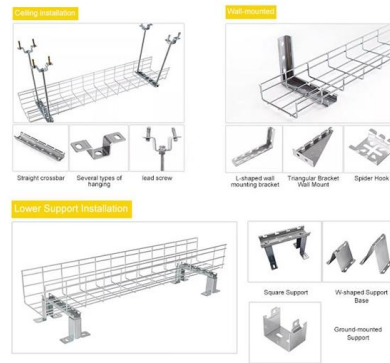 Ceiling installation
Straight crossbar
Several types of
hanging
lead screw
Wall-mounted
L-shaped wall
mounting bracket
Triangular Bracket
Wall Mount
Spider Hook
Lower Support Installation
Square Support
W-shaped Support
Base
Ground-mounted
Support